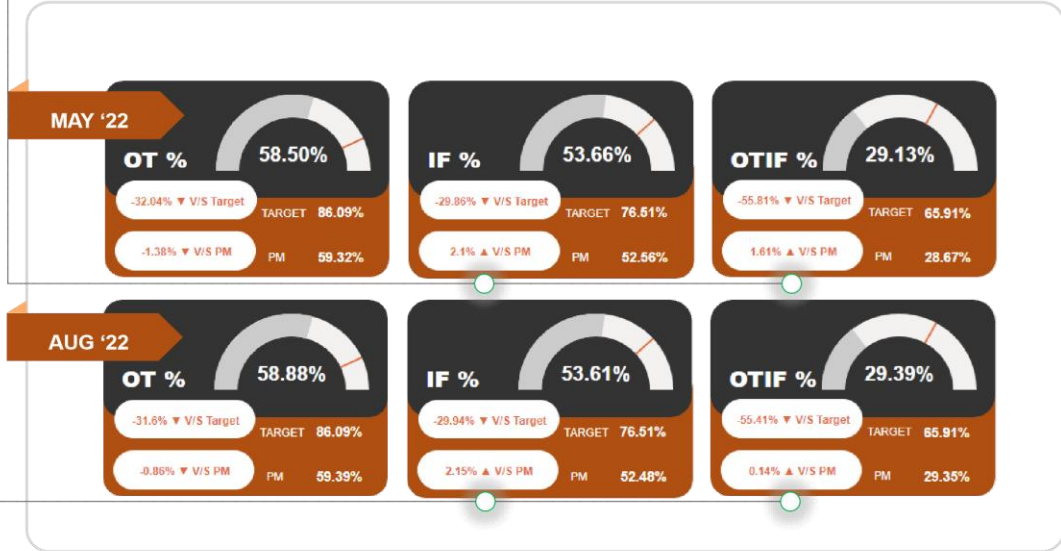 MAY ‘22
OT %
58.50%
-32.04% ▼ V/S Target
TARGET 86.09%
-1.38% ▼ V/S PM
PM 59.32%
IF %
53.66%
-29.86% ▼ V/S Target
TARGET 76.51%
2.1% ▲ V/S PM
PM 52.56%
OTIF %
29.13%
-55.81% ▼ V/S Target
TARGET 65.91%
1.61% ▲ V/S PM
PM 28.67%
AUG ‘22
OT %
58.88%
-31.6% ▼ V/S Target
TARGET 86.09%
-0.86% ▼ V/S PM
PM 59.39%
IF %
53.61%
-29.94% ▼ V/S Target
TARGET 76.51%
2.15% ▲ V/S PM
PM 52.48%
OTIF %
29.39%
-55.41% ▼ V/S Target
TARGET 65.91%
0.14% ▲ V/S PM
PM 29.35%